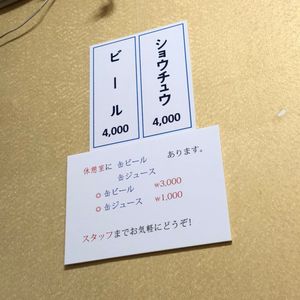 ビール
4,000
ショウチュウ
4,000
休憩室に 缶ビール あります。
缶ジュース
◎缶ビール ₩3,000
◎缶ジュース ₩1,000
スタッフまでお気軽にどうぞ!